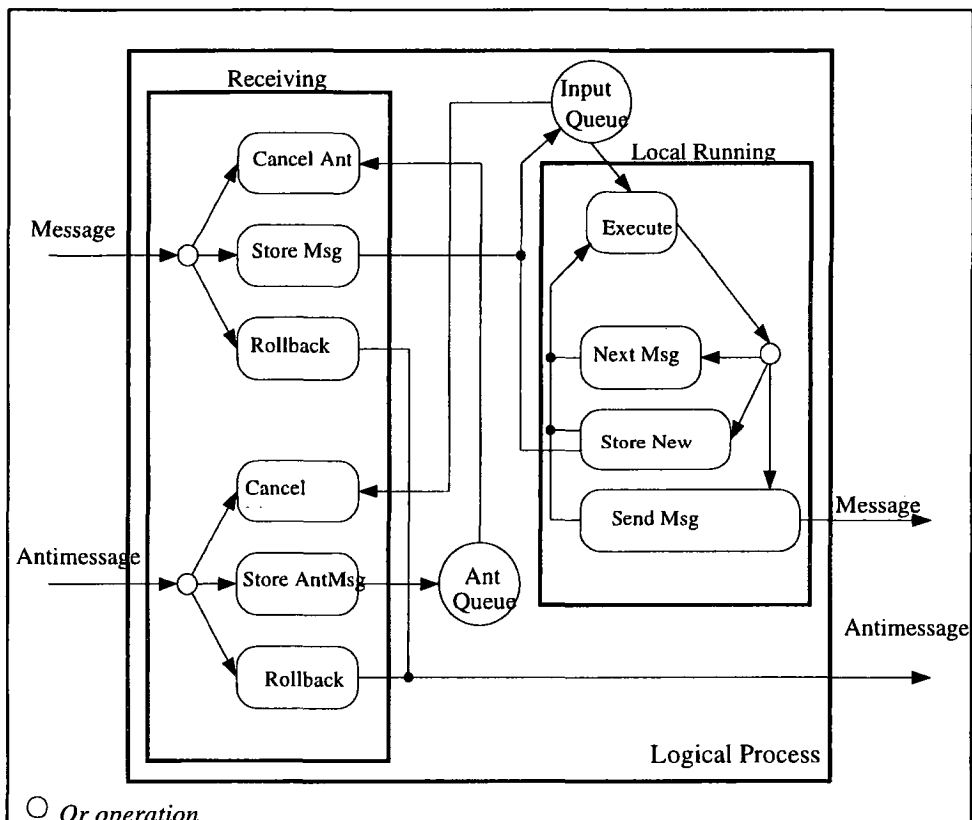 Receiving
Input
Queue
Local Running
Cancel Ant
Execute
Message
Store Msg
Rollback
Next Msg
Store New
Cancel
Send Msg
Message
Antimessage
Store AntMsg
Ant
Queue
Antimessage
Rollback
Logical Process
Or operation